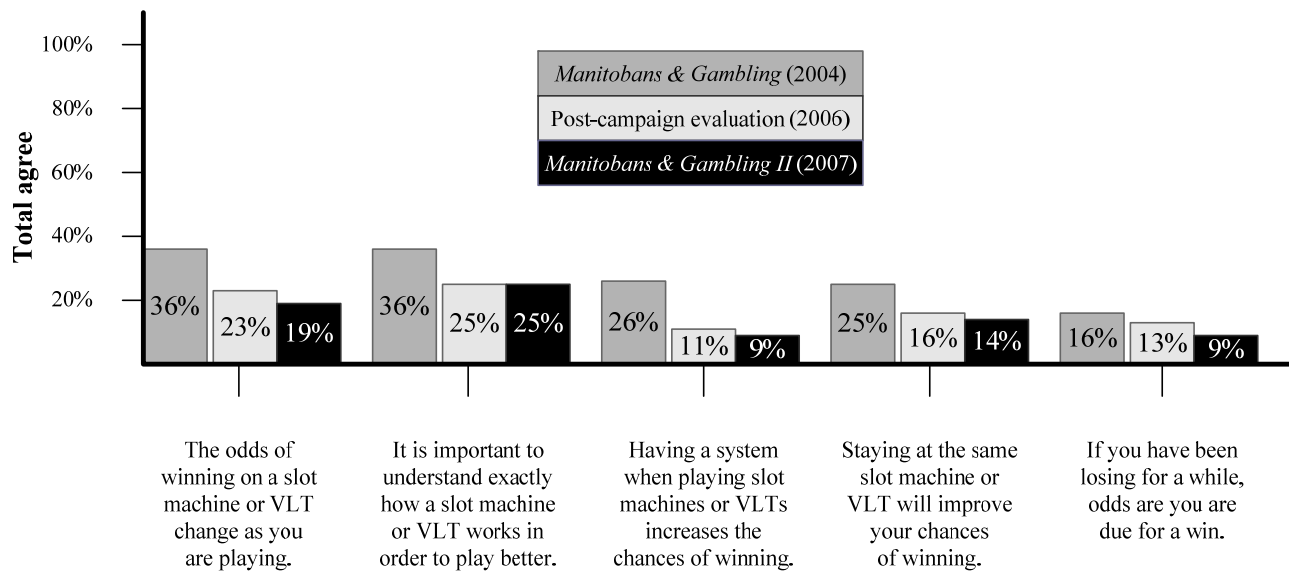 100%
Manitobans & Gambling (2004)
80%
Post-campaign evaluation (2006)
60%
Manitobans & Gambling II (2007)
Total agree
40%
20%
36%
23%
19%
36%
25%
25%
26%
11%
9%
25%
16%
14%
16%
13%
9%
The odds of
winning on a slot
machine or VLT
change as you
are playing.
It is important to
understand exactly
how a slot machine
or VLT works in
order to play better.
Having a system
when playing slot
machines or VLTs
increases the
chances of winning.
Staying at the same
slot machine or
VLT will improve
your chances
of winning.
If you have been
losing for a while,
odds are you are
due for a win.